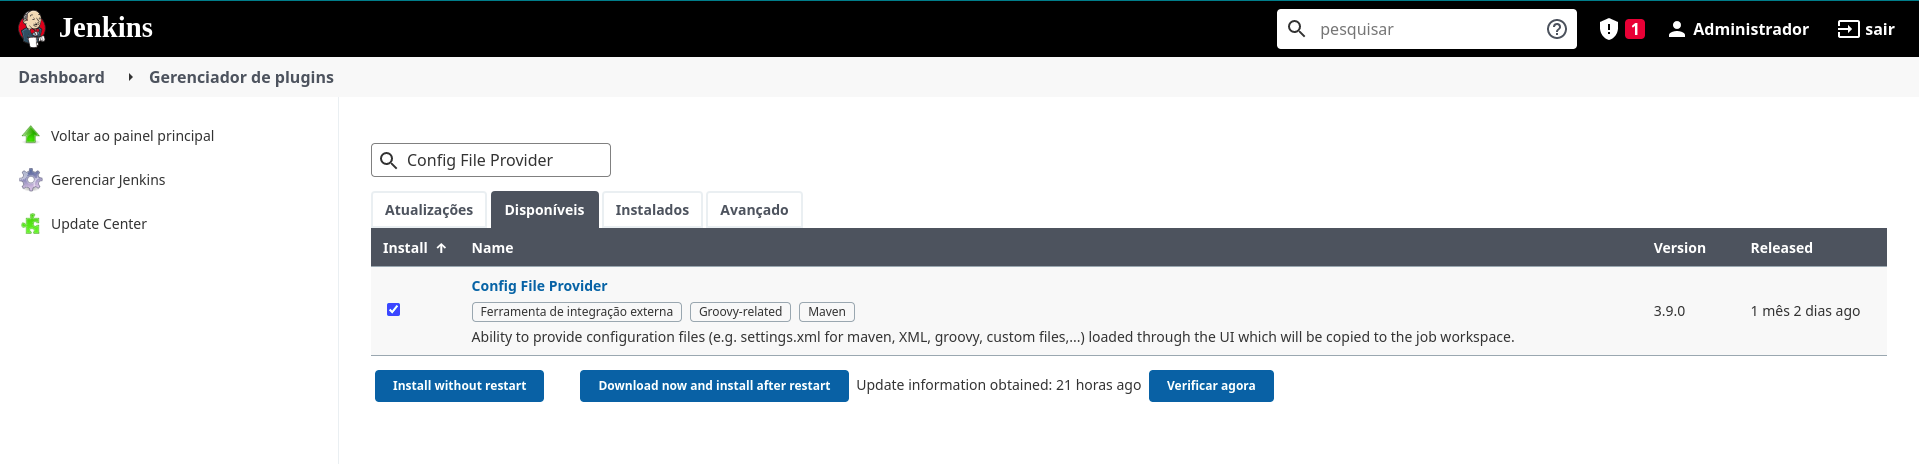 Jenkins
pesquisar
1
Administrador
sair
Dashboard
Gerenciador de plugins
Voltar ao painel principal
Gerenciar Jenkins
Update Center
Config File Provider
Atualizações
Disponíveis
Instalados
Avançado
Install ↑ Name Version Released
Config File Provider
Ferramenta de integração externa Groovy-related Maven
3.9.0 1 mês 2 dias ago
Ability to provide configuration files (e.g. settings.xml for maven, XML, groovy, custom files,...) loaded through the UI which will be copied to the job workspace.
Install without restart
Download now and install after restart
Update information obtained: 21 horas ago
Verificar agora